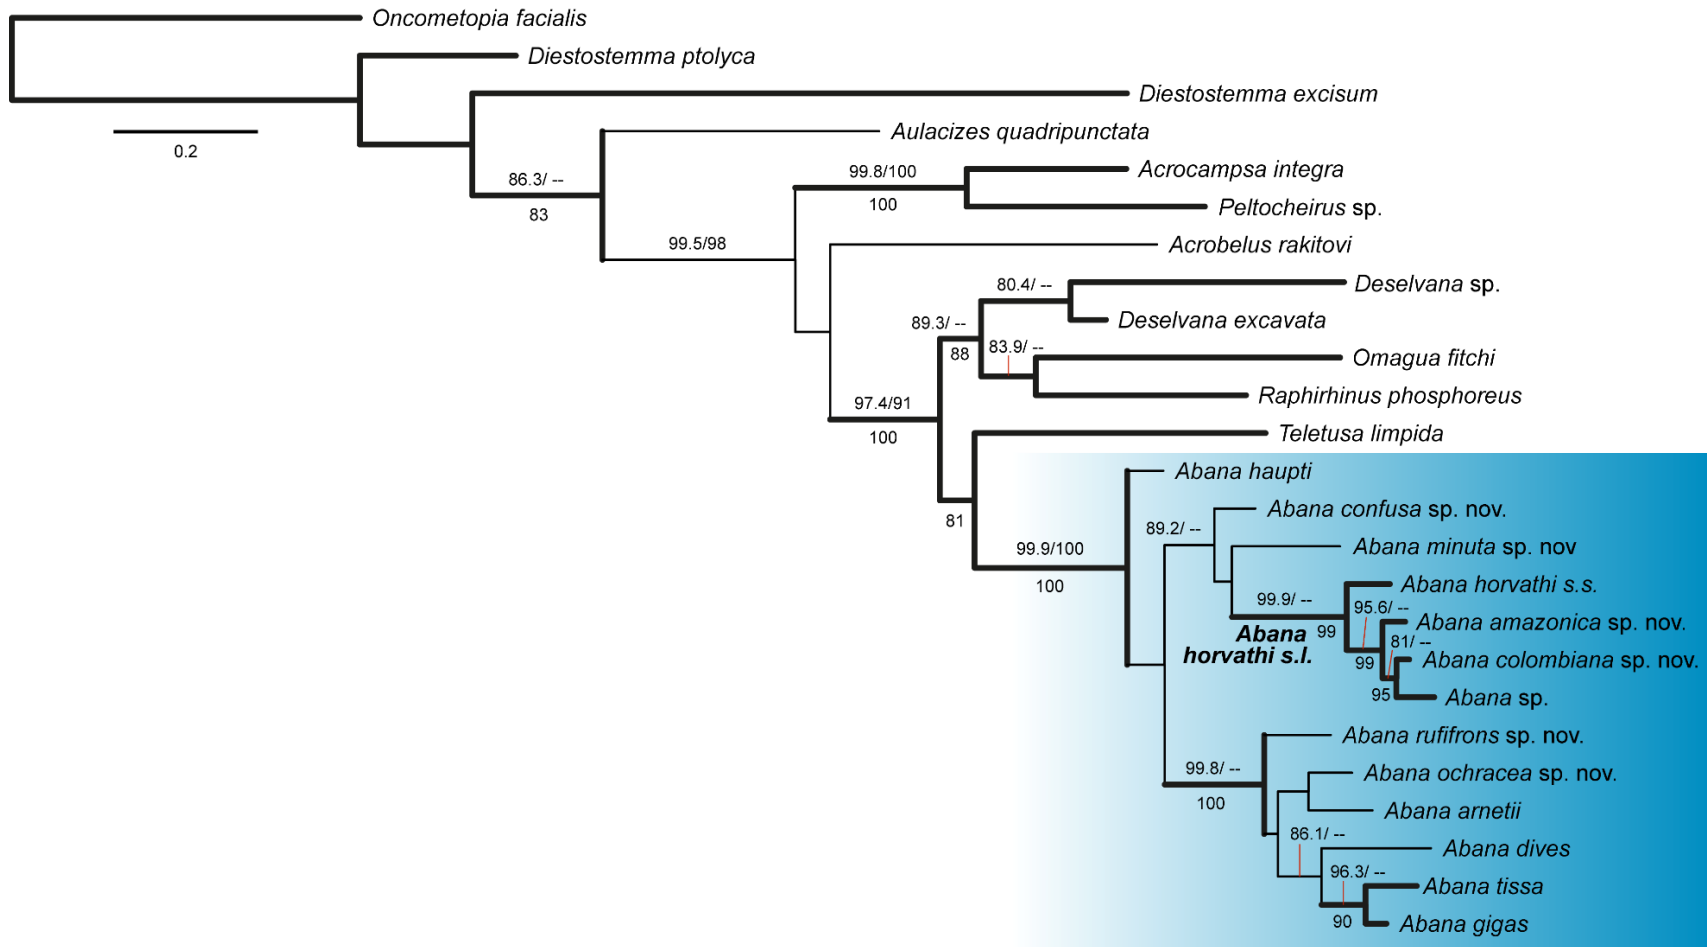 Oncometopia facialis
Diestostemma ptolyca
Diestostemma excisum
0.2
Aulacizes quadripunctata
86.3/ --
83
99.8/100
100
Acrocampsa integra
Peltocheirus sp.
99.5/98
Acrobelus rakitovi
80.4/ --
Deselvana sp.
Deselvana excavata
89.3/ --
88
83.9/ --
Omagua fitchi
Raphirhinus phosphoreus
97.4/91
100
Teletusa limpida
81
Abana haupti
99.9/100
100
89.2/ --
Abana confusa sp. nov.
Abana minuta sp. nov
Abana horvathi s.s.
99.9/ --
99
Abana
horvathi s.l.
95.6/ --
99
Abana amazonica sp. nov.
81/ --
95
Abana colombiana sp. nov.
Abana sp.
Abana rufifrons sp. nov.
99.8/ --
100
Abana ochracea sp. nov.
Abana arnetii
86.1/ --
Abana dives
96.3/ --
90
Abana tissa
Abana gigas